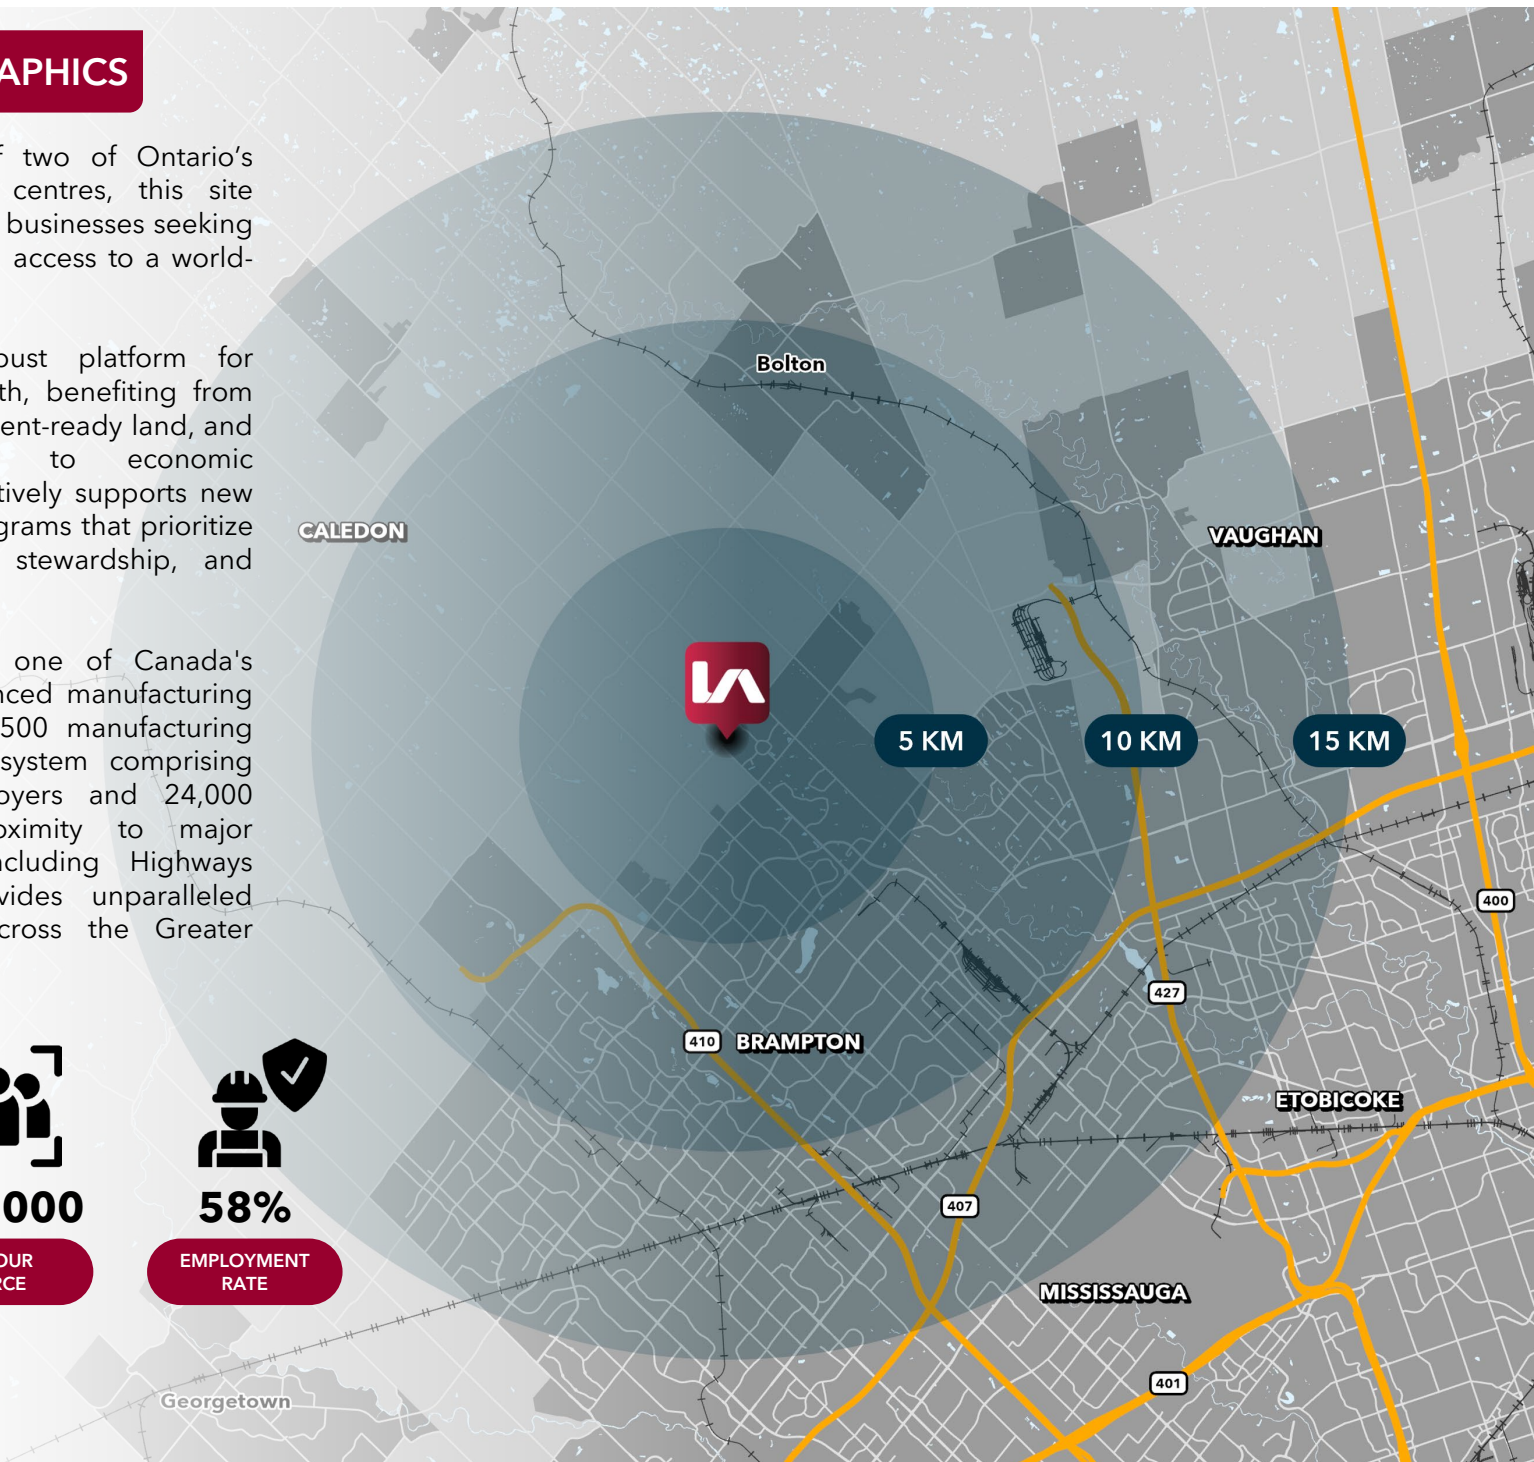 APHICS
f two of Ontario's
centres, this site
businesses seeking
access to a world-
bust platform for
th, benefiting from
ent-ready land, and
to economic
tively supports new
grams that prioritize
stewardship, and
one of Canada's
nced manufacturing
500 manufacturing
system comprising
oyers and 24,000
oximity to major
ncluding Highways
vides unparalleled
cross the Greater
000
OUR
RCE
58%
EMPLOYMENT
RATE
Bolton
CALEDON
VAUGHAN
5 KM
10 KM
15 KM
400
427
410
BRAMPTON
ETOBICOKE
407
MISSISSAUGA
401
Georgetown